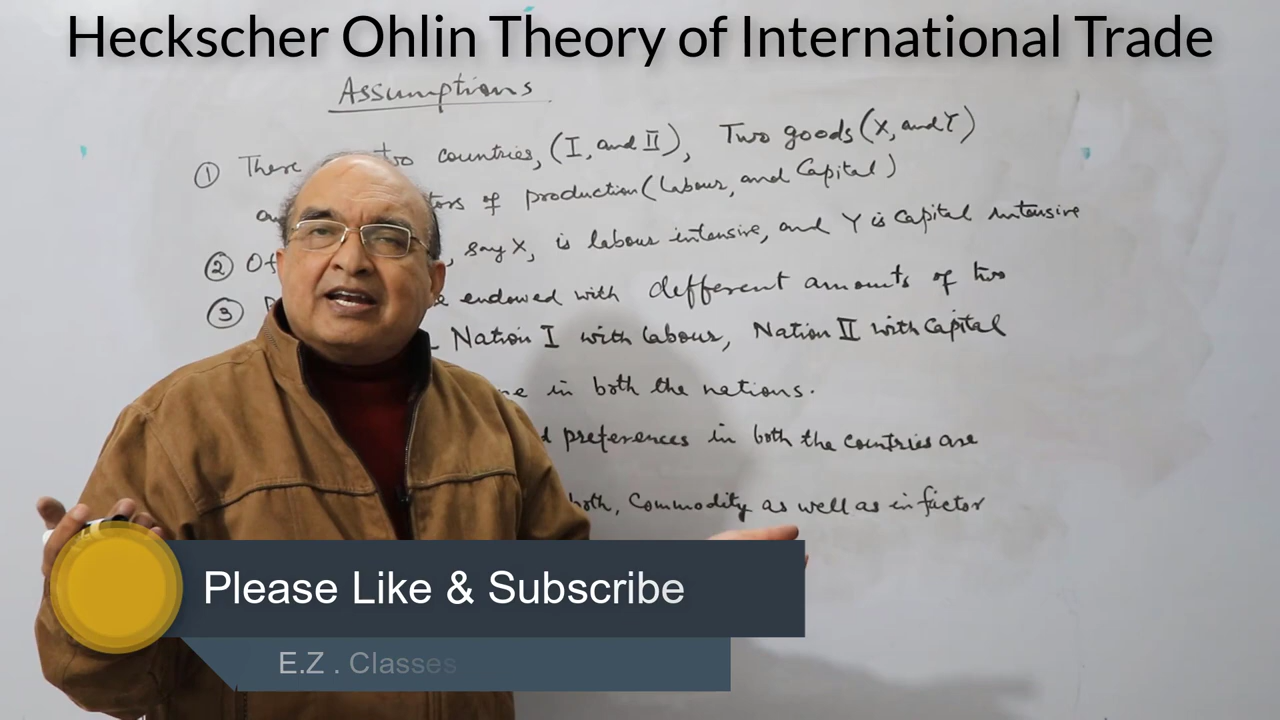 Heckscher Ohlin Theory of International Trade
Assumptions
① There two countries, (I, and II), Two goods (X, and Y)
of production (Labour, and Capital)
② say X, is labour intensive, and Y is Capital intensive
③ endowed with defferent amounts of two
Nation I with labour, Nation II with Capital
in both the nations.
preferences in both the countries are
both, Commodity as well as in factor
Please Like & Subscribe
E.Z . Classes